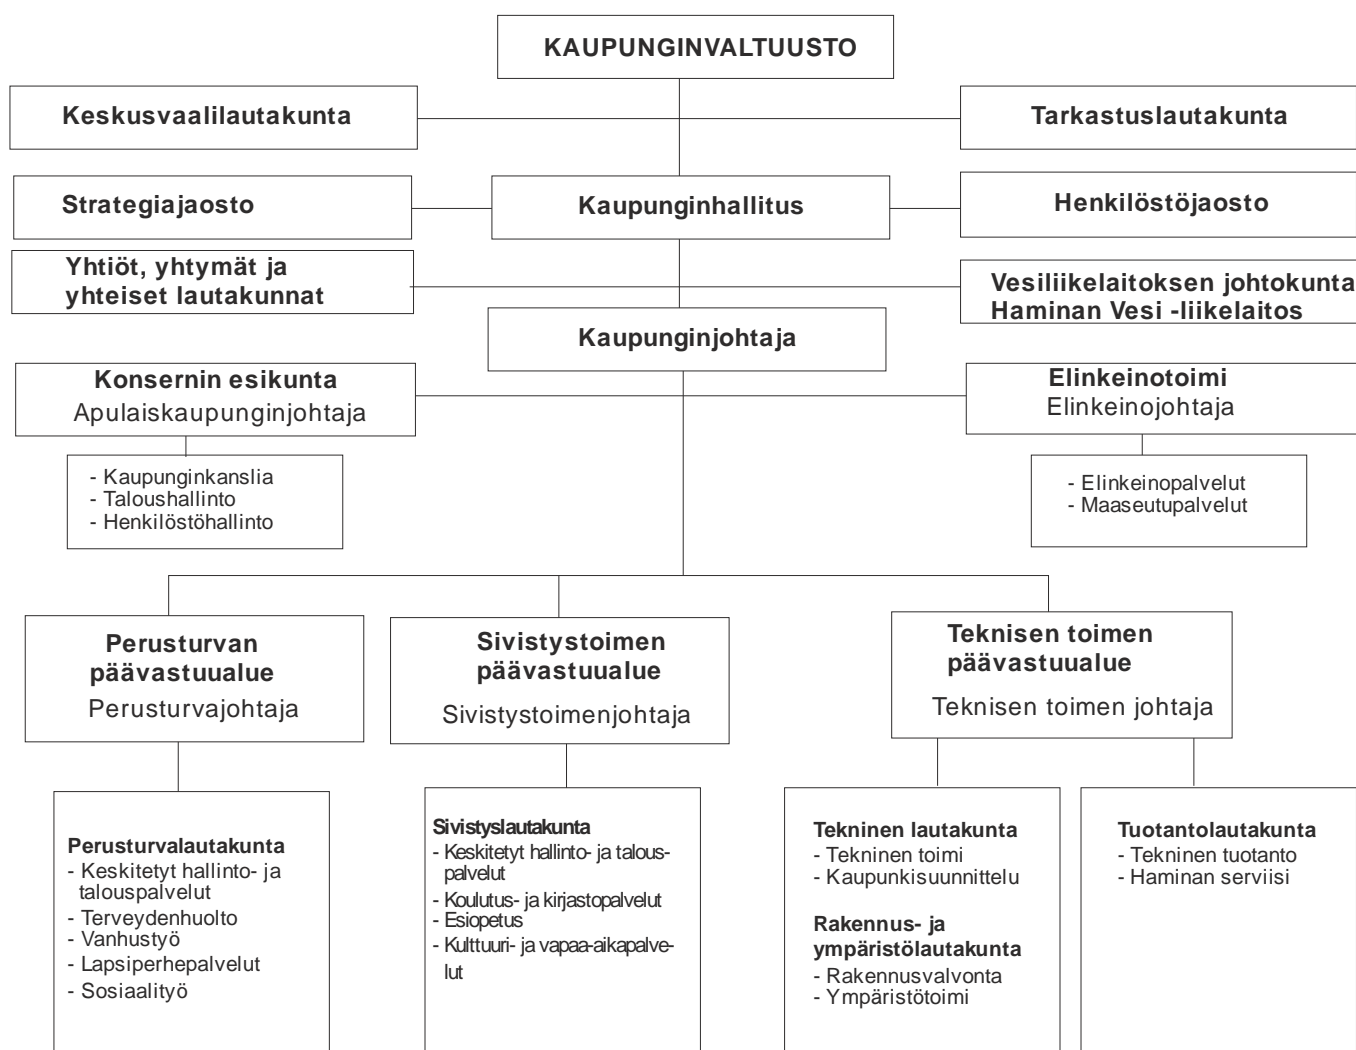 KAUPUNGINVALTUUSTO
Keskusvaalilautakunta
Tarkastuslautakunta
Strategiajaosto
Kaupunginhallitus
Henkilöstöjaosto
Yhtiöt, yhtymät ja
yhteiset lautakunnat
Vesiliikelaitoksen johtokunta
Haminan Vesi -liikelaitos
Kaupunginjohtaja
Konsernin esikunta
Apulaiskaupunginjohtaja
Elinkeinotoimi
Elinkeinojohtaja
- Kaupunginkanslia
- Taloushallinto
- Henkilöstöhallinto
- Elinkeinopalvelut
- Maaseutupalvelut
Perusturvan
päävastuualue
Perusturvajohtaja
Sivistystoimen
päävastuualue
Sivistystoimenjohtaja
Teknisen toimen
päävastuualue
Teknisen toimen johtaja
Perusturvalautakunta
- Keskitetyt hallinto- ja
talouspalvelut
- Terveydenhuolto
- Vanhustyö
- Lapsiperhepalvelut
- Sosiaalityö
Sivistyslautakunta
- Keskitetyt hallinto- ja talous-
palvelut
- Koulutus- ja kirjastopalvelut
- Esiopetus
- Kulttuuri- ja vapaa-aikapalve-
lut
Tekninen lautakunta
- Tekninen toimi
- Kaupunkisuunnittelu
Rakennus- ja
ympäristölautakunta
- Rakennusvalvonta
- Ympäristötoimi
Tuotantolautakunta
- Tekninen tuotanto
- Haminan serviisi